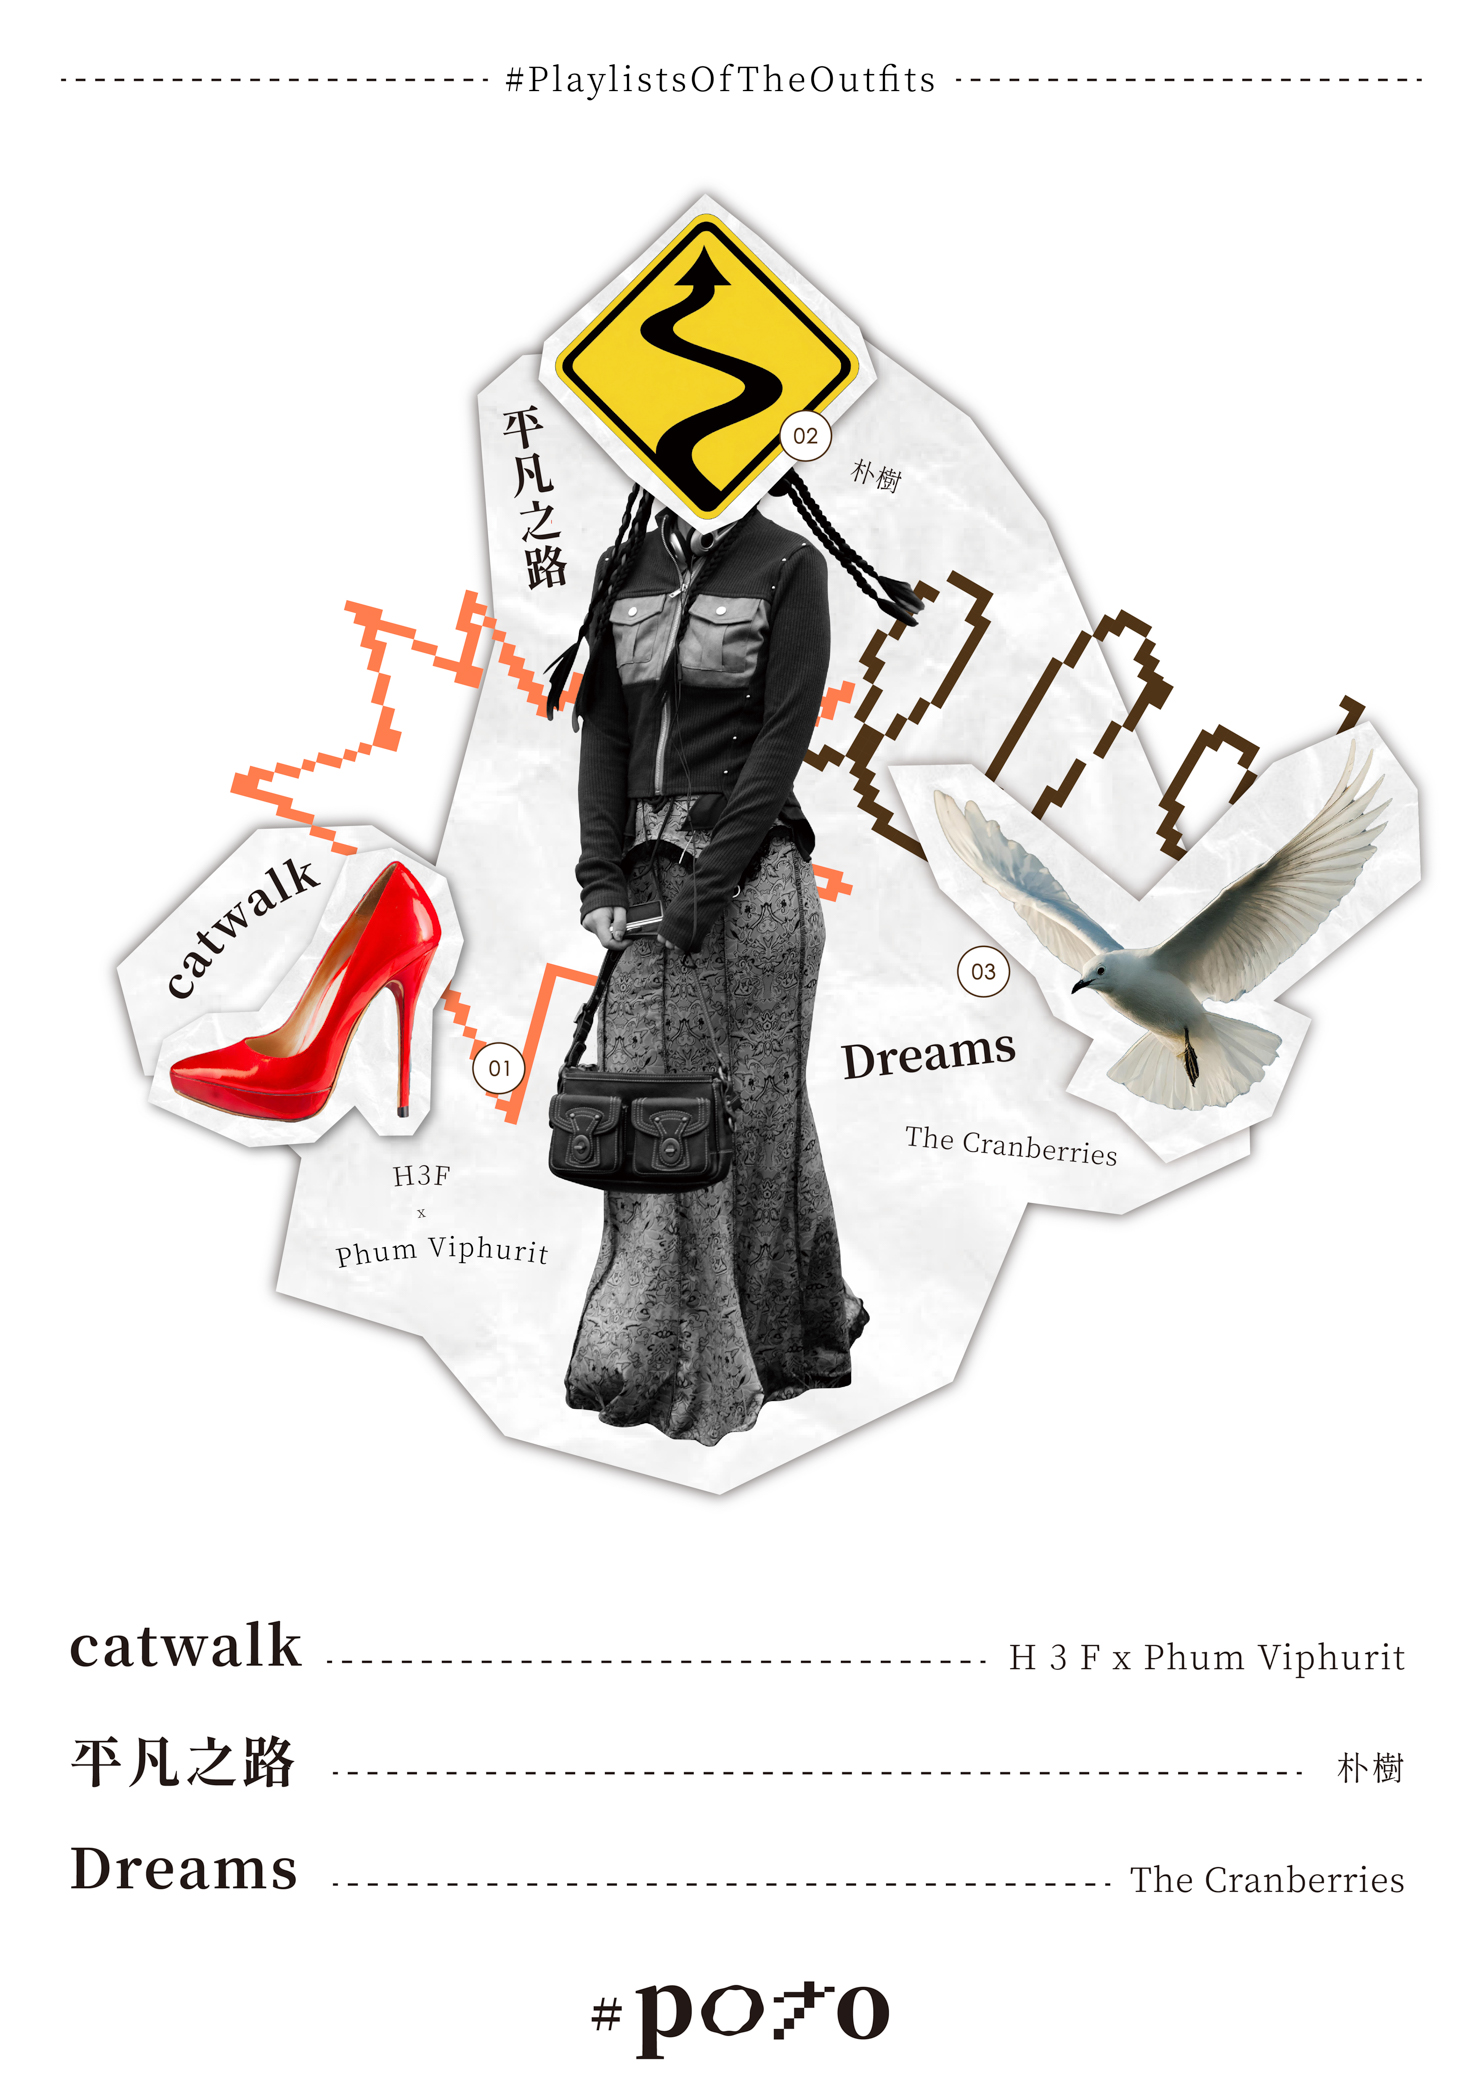 #PlaylistsOfTheOutfits
平凡之路
02
朴樹
catwalk
01
H3F
x
Phum Viphurit
03
Dreams
The Cranberries
catwalk H 3 F x Phum Viphurit
平凡之路 朴樹
Dreams The Cranberries
#poto